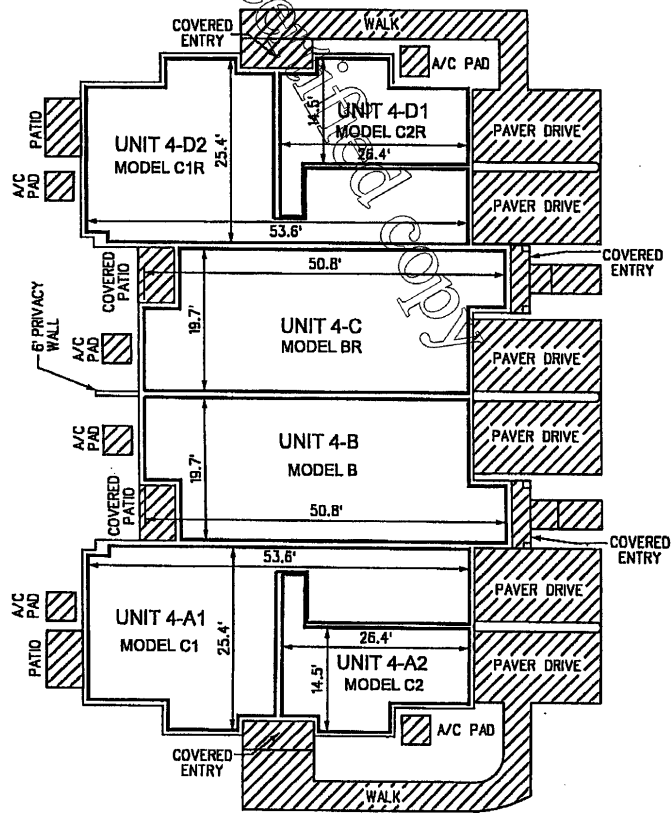 COVERED
ENTRY
WALK
A/C PAD
PATIO
A/C
PAD
UNIT 4-D2
MODEL C1R
25.4'
14.5'
UNIT 4-D1
MODEL C2R
26.4'
PAVER DRIVE
PAVER DRIVE
53.6'
COVERED
PATIO
50.8'
COVERED
ENTRY
19.7'
UNIT 4-C
MODEL BR
6' PRIVACY
WALL
A/C
PAD
PAVER DRIVE
A/C
PAD
19.7'
UNIT 4-B
MODEL B
PAVER DRIVE
COVERED
PATIO
50.8'
COVERED
ENTRY
53.6'
A/C
PAD
PATIO
UNIT 4-A1
MODEL C1
25.4'
26.4'
14.5'
UNIT 4-A2
MODEL C2
PAVER DRIVE
PAVER DRIVE
A/C PAD
COVERED
ENTRY
WALK
copy